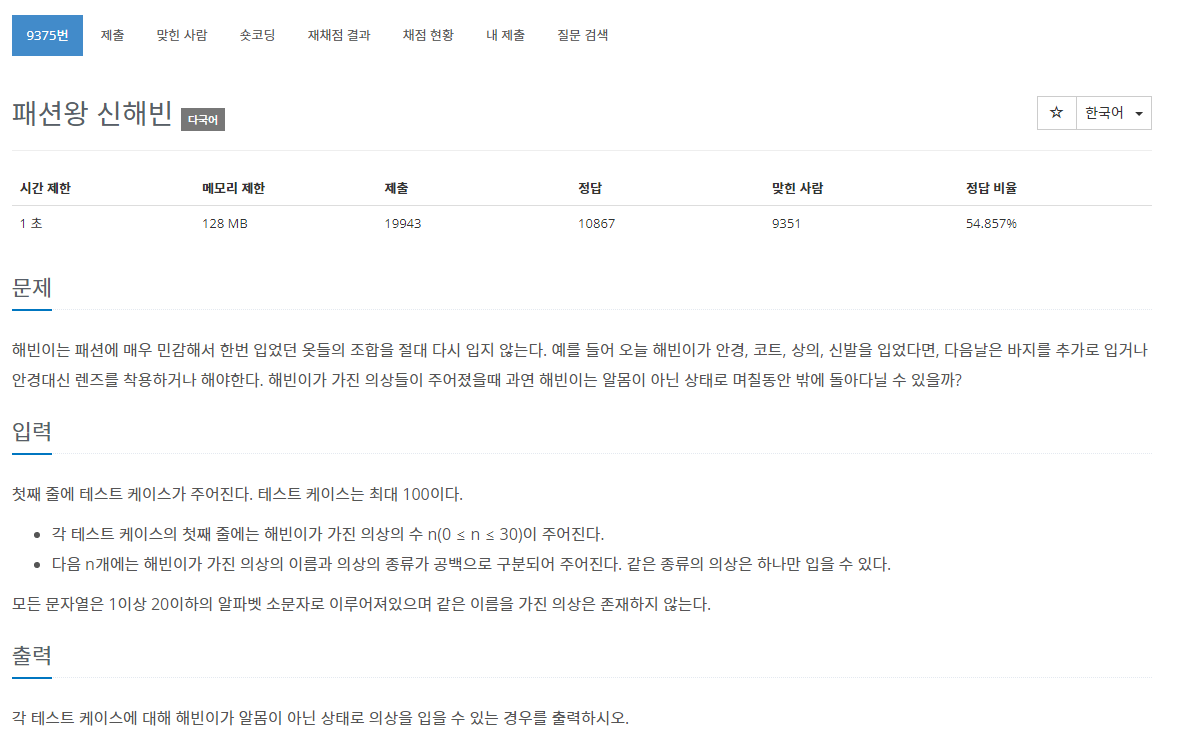 9375번 제출 맞힌 사람 숏코딩 재채점 결과 채점 현황 내 제출 질문 검색
패션왕 신해빈 다국어 ☆ 한국어
시간 제한 메모리 제한 제출 정답 맞힌 사람 정답 비율
1 초 128 MB 19943 10867 9351 54.857%
문제
해빈이는 패션에 매우 민감해서 한번 입었던 옷들의 조합을 절대 다시 입지 않는다. 예를 들어 오늘 해빈이가 안경, 코트, 상의, 신발을 입었다면, 다음날은 바지를 추가로 입거나
안경대신 렌즈를 착용하거나 해야한다. 해빈이가 가진 의상들이 주어졌을때 과연 해빈이는 알몸이 아닌 상태로 며칠동안 밖에 돌아다닐 수 있을까?
입력
첫째 줄에 테스트 케이스가 주어진다. 테스트 케이스는 최대 100이다.
• 각 테스트 케이스의 첫째 줄에는 해빈이가 가진 의상의 수 n(0 ≤ n ≤ 30)이 주어진다.
• 다음 n개에는 해빈이가 가진 의상의 이름과 의상의 종류가 공백으로 구분되어 주어진다. 같은 종류의 의상은 하나만 입을 수 있다.
모든 문자열은 1이상 20이하의 알파벳 소문자로 이루어져있으며 같은 이름을 가진 의상은 존재하지 않는다.
출력
각 테스트 케이스에 대해 해빈이가 알몸이 아닌 상태로 의상을 입을 수 있는 경우를 출력하시오.